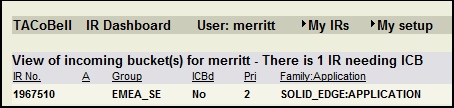 TACoBell IR Dashboard User: merritt My IRs My setup
View of incoming bucket(s) for merritt - There is 1 IR needing ICB
IR No. A Group ICBd Pri Family:Application
1967510 EMEA_SE No 2 SOLID_EDGE:APPLICATION